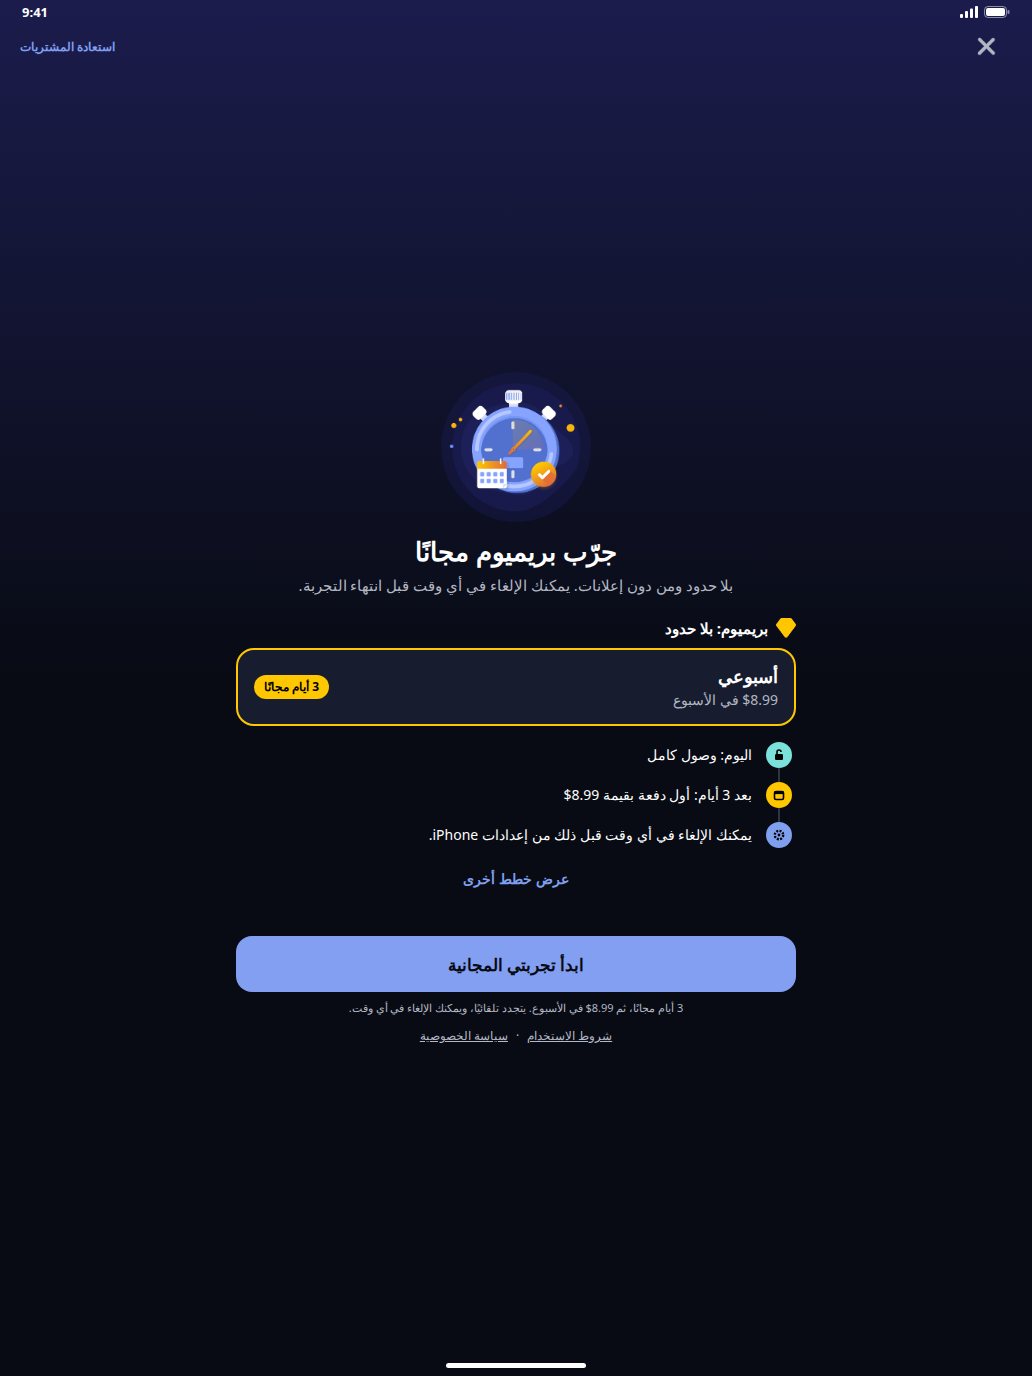 9:41
استعادة المشتريات
جرّب بريميوم مجانًا
بلا حدود ومن دون إعلانات. يمكنك الإلغاء في أي وقت قبل انتهاء التجربة.
بريميوم: بلا حدود
أسبوعي
3 أيام مجانًا
$8.99 في الأسبوع
اليوم: وصول كامل
بعد 3 أيام: أول دفعة بقيمة 8.99$
يمكنك الإلغاء في أي وقت قبل ذلك من إعدادات iPhone.
عرض خطط أخرى
ابدأ تجربتي المجانية
3 أيام مجانًا، ثم 8.99$ في الأسبوع. يتجدد تلقائيًا، ويمكنك الإلغاء في أي وقت.
شروط الاستخدام · سياسة الخصوصية